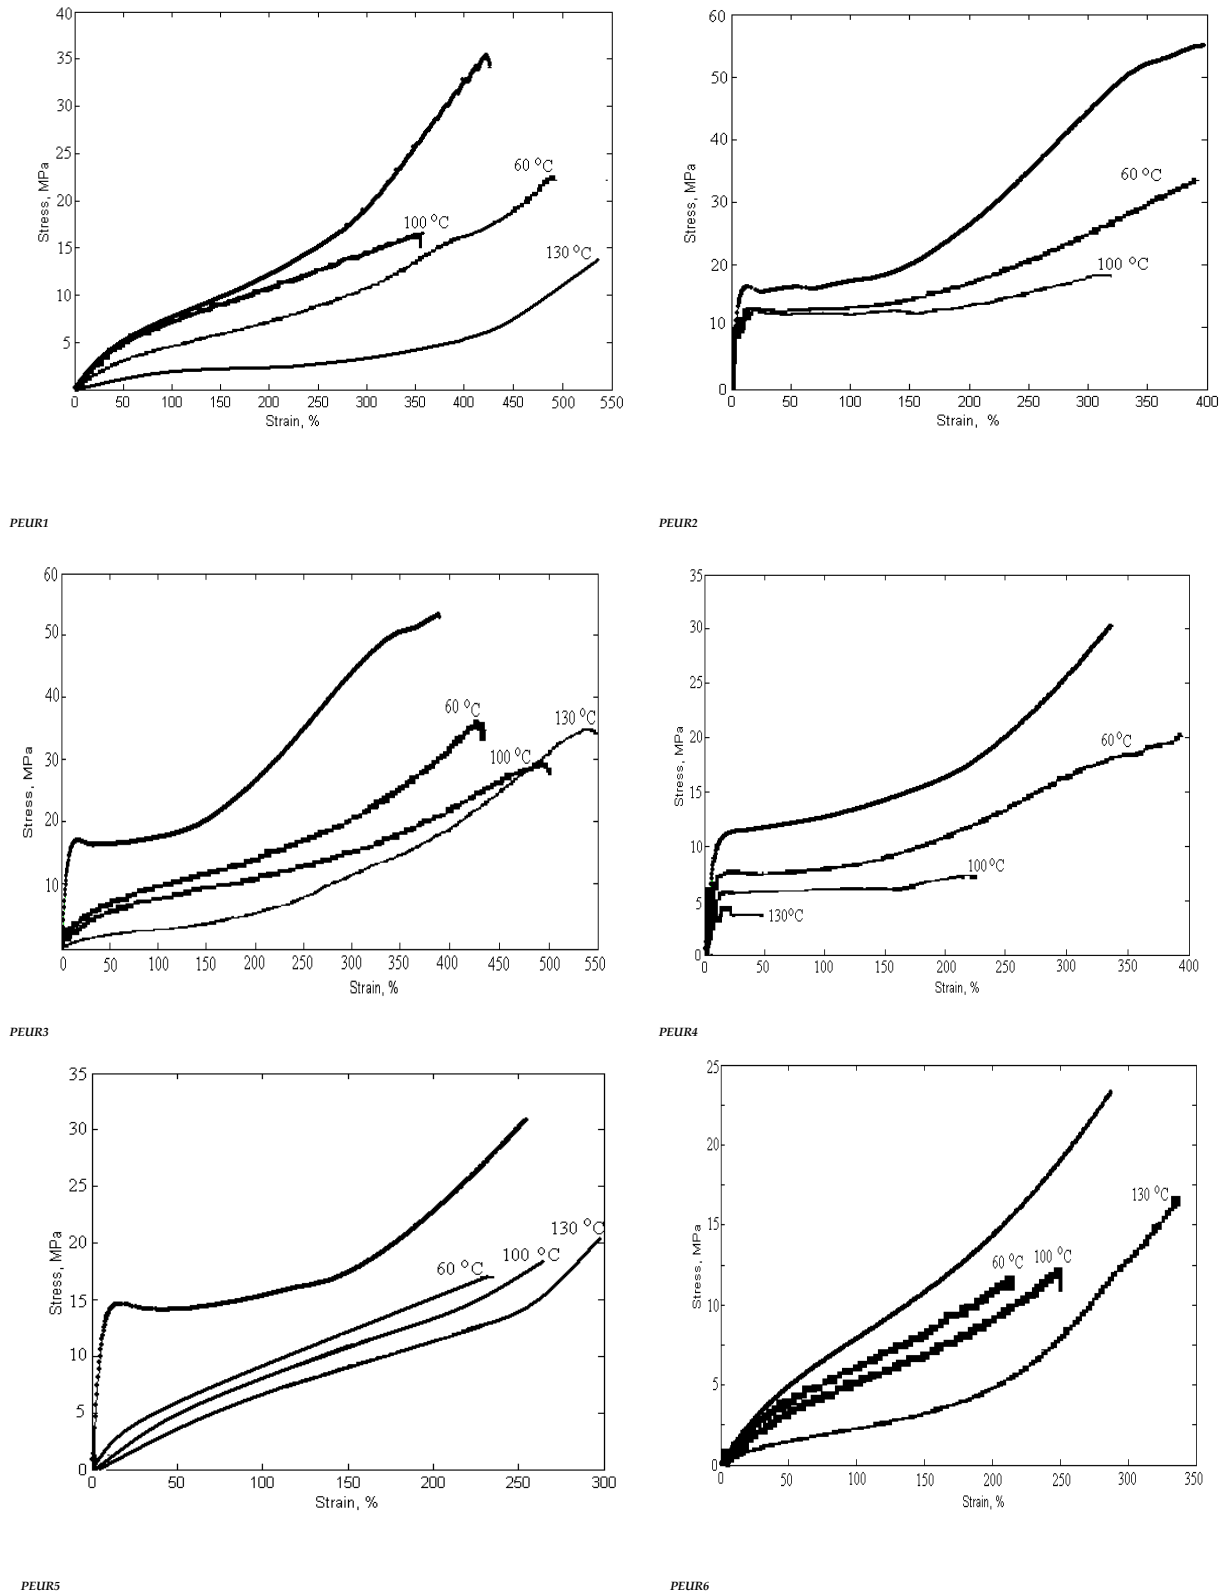 40
35
30
25
20
15
10
5
0 50 100 150 200 250 300 350 400 450 500 550
Stress, MPa
Strain, %
60 °C
100 °C
130 °C
PEUR1
60
50
40
30
20
10
0
0 50 100 150 200 250 300 350 400
Stress, MPa
Strain, %
60 °C
100 °C
PEUR2
60
50
40
30
20
10
0 50 100 150 200 250 300 350 400 450 500 550
Stress, MPa
Strain, %
60 °C
130 °C
100 °C
PEUR3
35
30
25
20
15
10
5
0
0 50 100 150 200 250 300 350 400
Stress, MPa
Strain, %
60 °C
100°C
130°C
PEUR4
35
30
25
20
15
10
5
0
0 50 100 150 200 250 300
Stress, MPa
Strain, %
130 °C
100 °C
60 °C
PEUR5
25
20
15
10
5
0
0 50 100 150 200 250 300 350
Stress, MPa
Strain, %
130 °C
60 °C
100 °C
PEUR6